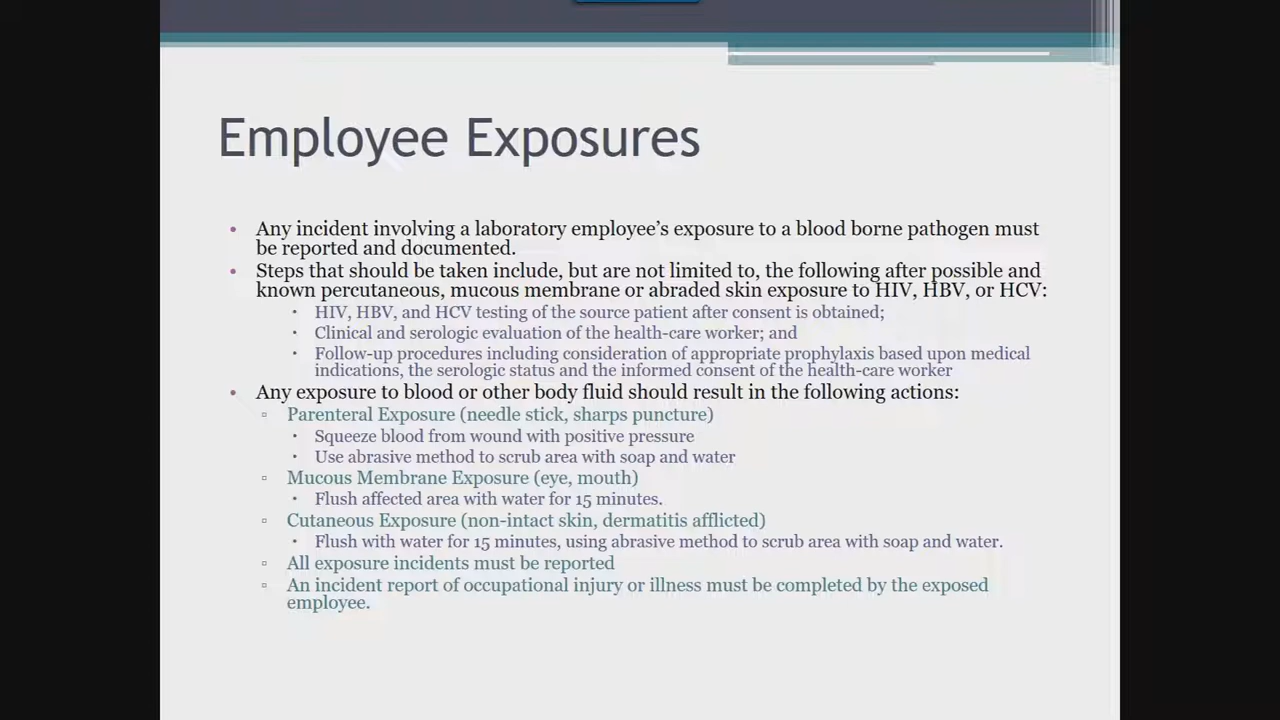 Employee Exposures
• Any incident involving a laboratory employee's exposure to a blood borne pathogen must
be reported and documented.
• Steps that should be taken include, but are not limited to, the following after possible and
known percutaneous, mucous membrane or abraded skin exposure to HIV, HBV, or HCV:
• HIV, HBV, and HCV testing of the source patient after consent is obtained;
• Clinical and serologic evaluation of the health-care worker; and
• Follow-up procedures including consideration of appropriate prophylaxis based upon medical
indications, the serologic status and the informed consent of the health-care worker
• Any exposure to blood or other body fluid should result in the following actions:
▫ Parenteral Exposure (needle stick, sharps puncture)
• Squeeze blood from wound with positive pressure
• Use abrasive method to scrub area with soap and water
▫ Mucous Membrane Exposure (eye, mouth)
• Flush affected area with water for 15 minutes.
▫ Cutaneous Exposure (non-intact skin, dermatitis afflicted)
• Flush with water for 15 minutes, using abrasive method to scrub area with soap and water.
▫ All exposure incidents must be reported
▫ An incident report of occupational injury or illness must be completed by the exposed
employee.